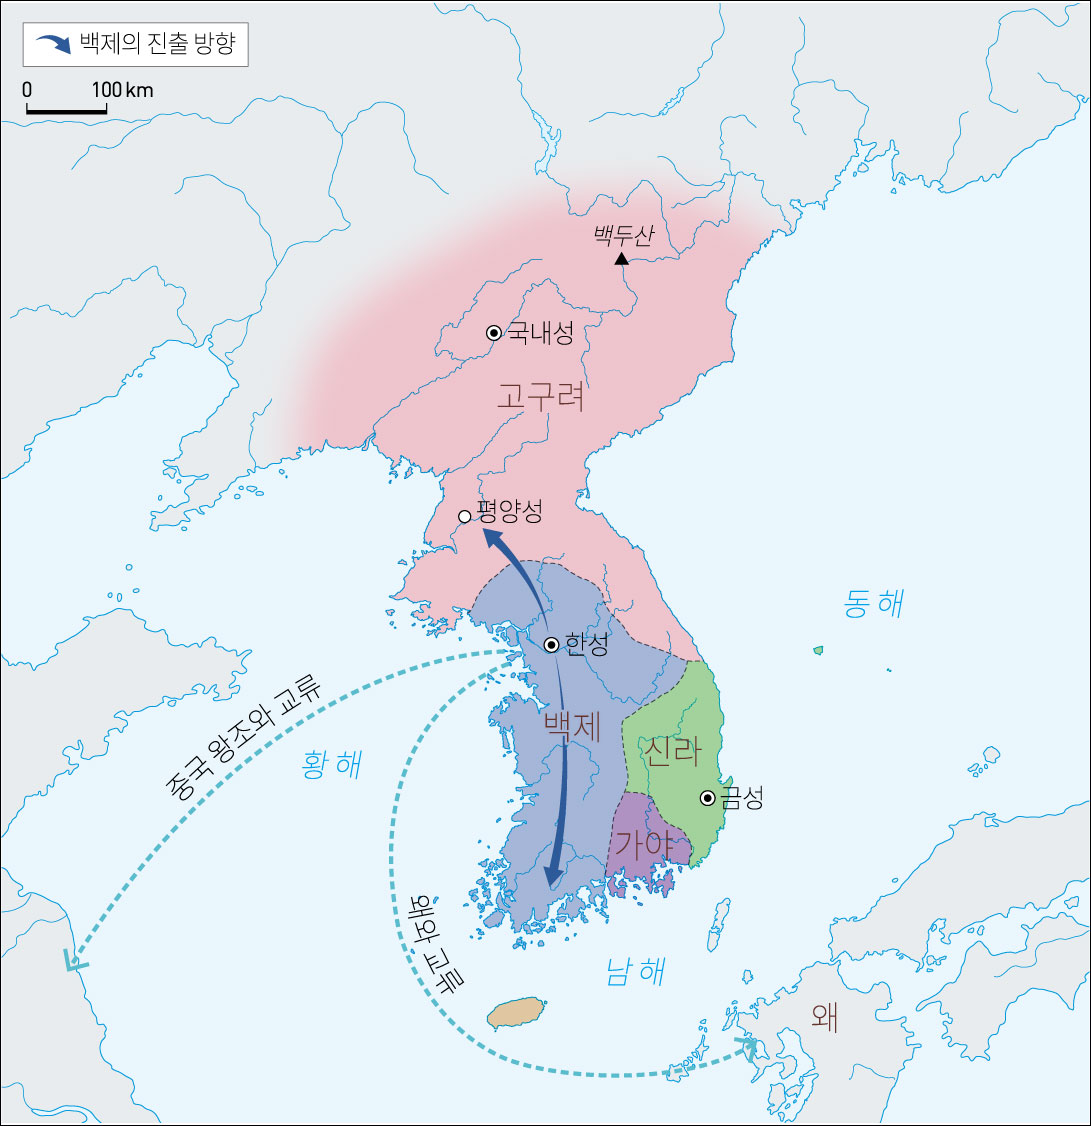 백제의 진출 방향
0 100 km
백두산
국내성
고구려
평양성
동해
한성
중국 왕조와 교류
백제
황해
신라
금성
가야
왜와 교류
남해
왜